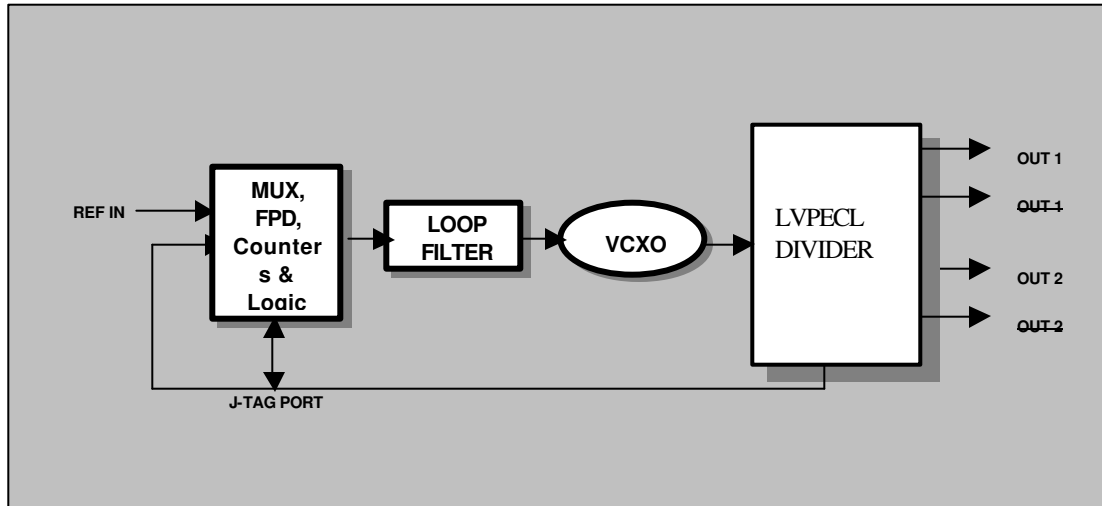 REF IN
MUX,
FPD,
Counter
s &
Logic
LOOP
FILTER
VCXO
LVPECL
DIVIDER
OUT 1
OUT 1
OUT 2
OUT 2
J-TAG PORT